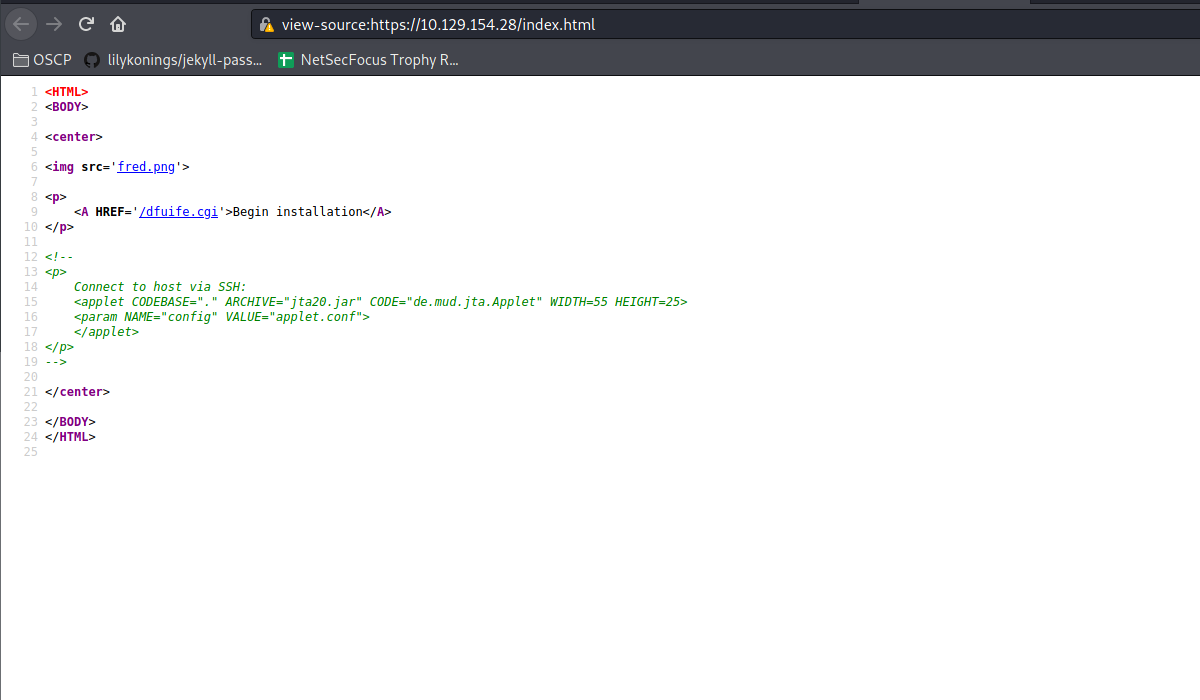 view-source:https://10.129.154.28/index.html
OSCP lilykonings/jekyll-pass... NetSecFocus Trophy R...
1 <HTML>
2 <BODY>
3
4 <center>
5
6 <img src='fred.png'>
7
8 <p>
9     <A HREF='/dfuife.cgi'>Begin installation</A>
10 </p>
11
12 <!--
13 <p>
14     Connect to host via SSH:
15     <applet CODEBASE="." ARCHIVE="jta20.jar" CODE="de.mud.jta.Applet" WIDTH=55 HEIGHT=25>
16     <param NAME="config" VALUE="applet.conf">
17     </applet>
18 </p>
19 -->
20
21 </center>
22
23 </BODY>
24 </HTML>
25